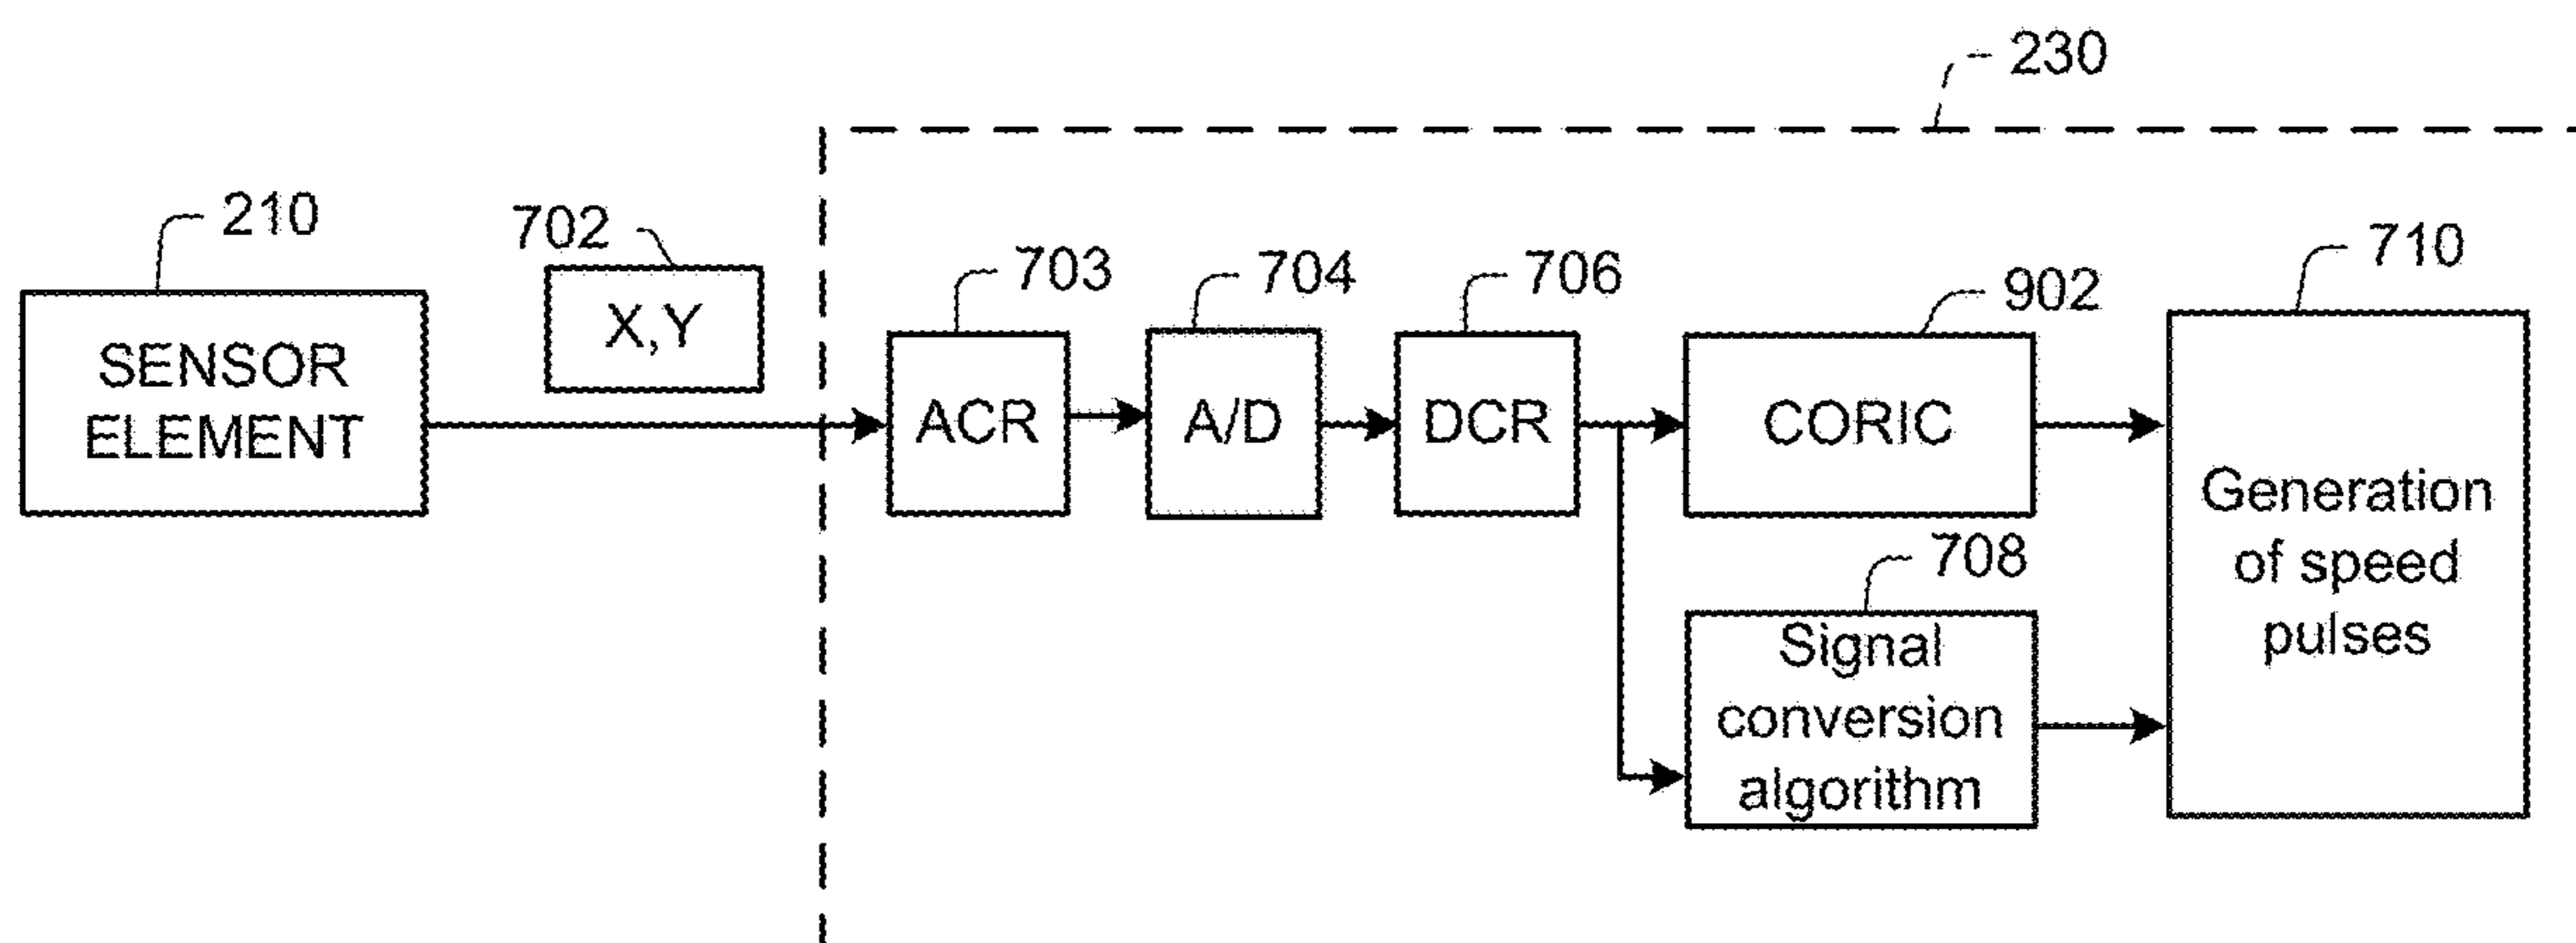 230
210
702
703
704
706
902
710
SENSOR
ELEMENT
X,Y
ACR
A/D
DCR
CORIC
Generation
of speed
pulses
708
Signal
conversion
algorithm